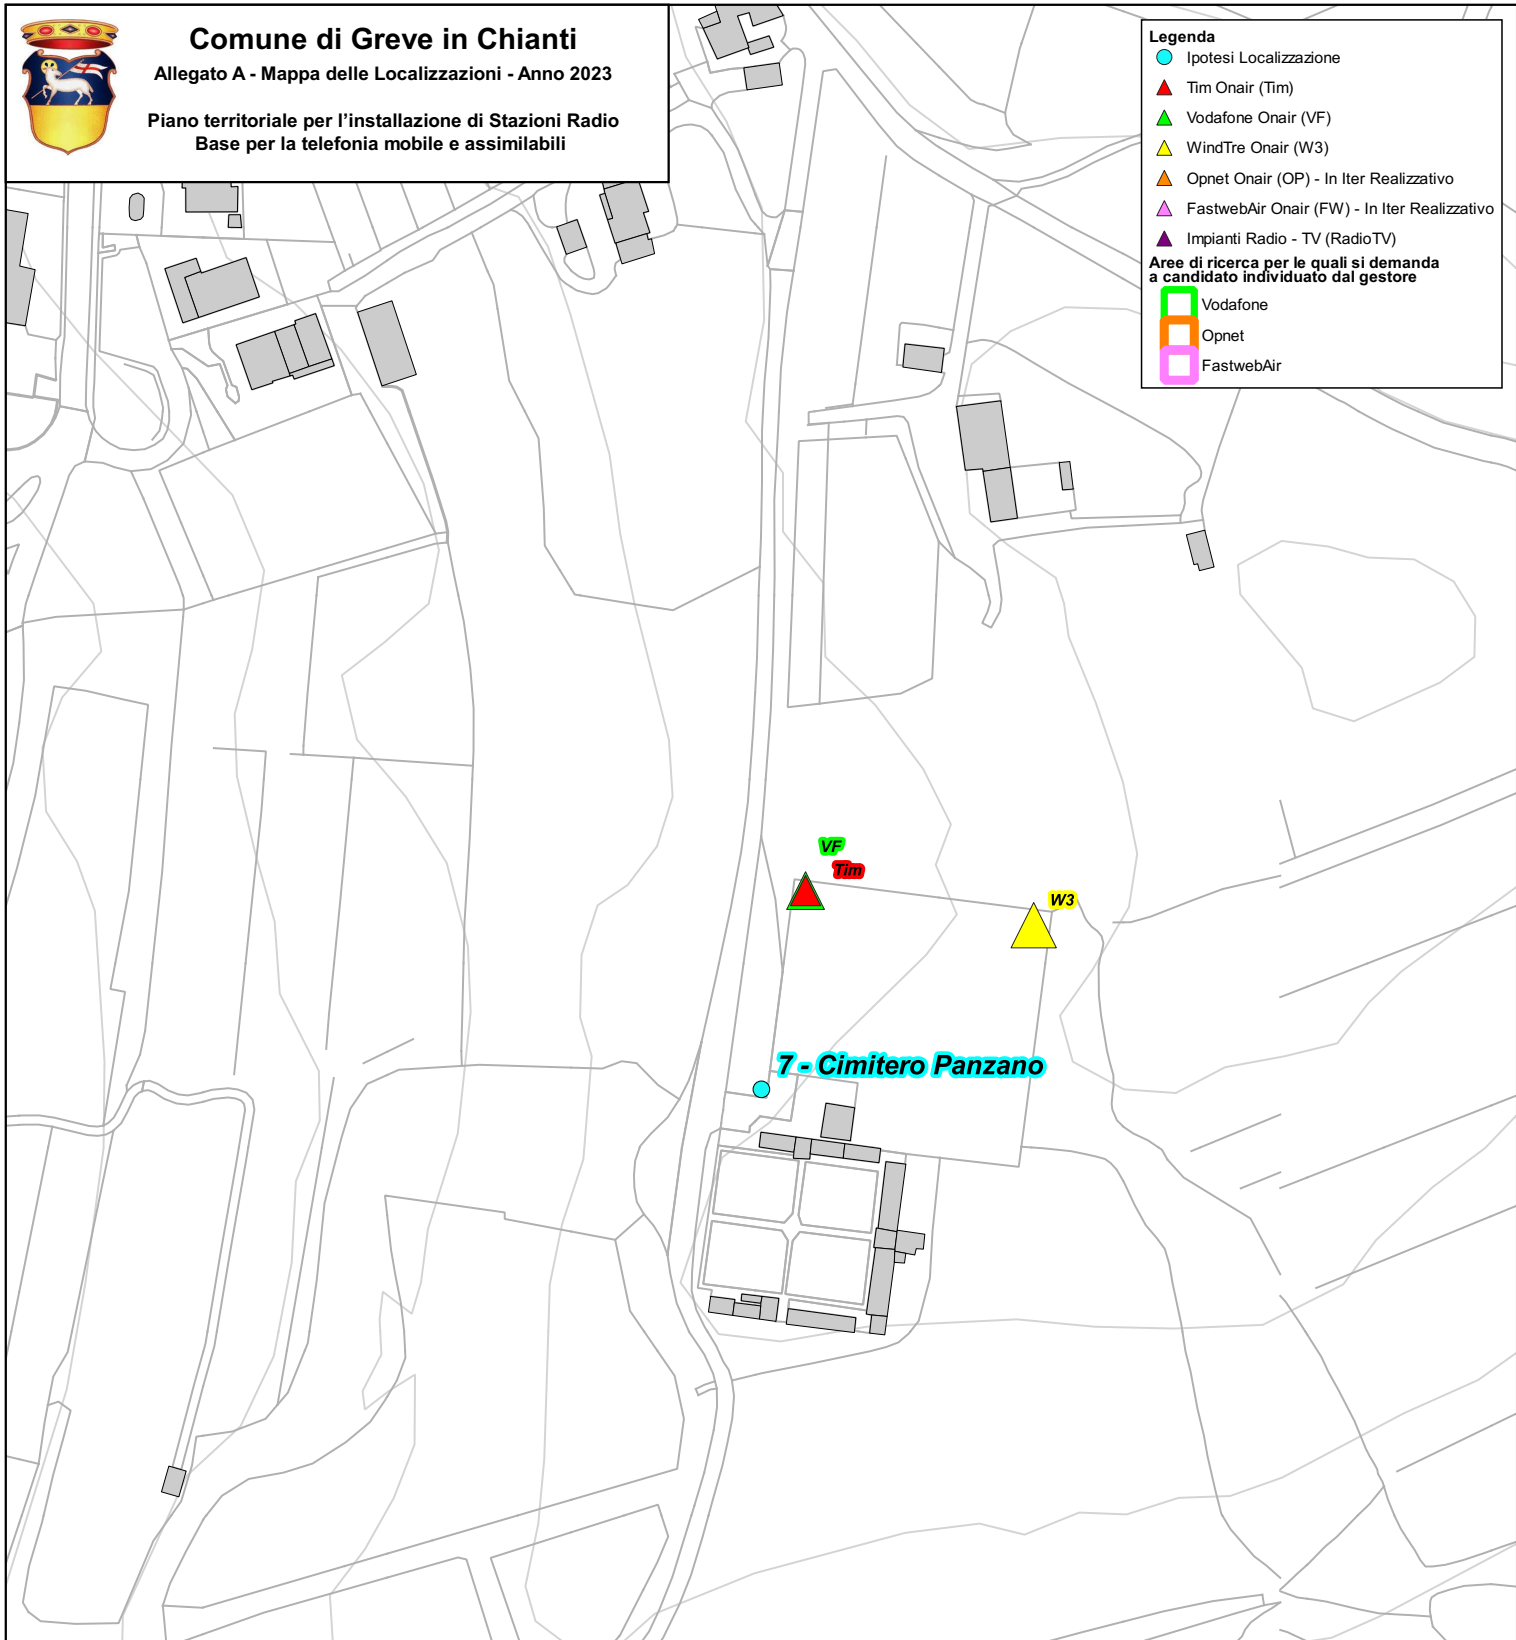 Comune di Greve in Chianti
Allegato A - Mappa delle Localizzazioni - Anno 2023
Piano territoriale per l'installazione di Stazioni Radio
Base per la telefonia mobile e assimilabili
Legenda
Ipotesi Localizzazione
Tim Onair (Tim)
Vodafone Onair (VF)
WindTre Onair (W3)
Opnet Onair (OP) - In Iter Realizzativo
FastwebAir Onair (FW) - In Iter Realizzativo
Impianti Radio - TV (RadioTV)
Aree di ricerca per le quali si demanda
a candidato individuato dal gestore
Vodafone
Opnet
FastwebAir
VF
Tim
W3
7 - Cimitero Panzano